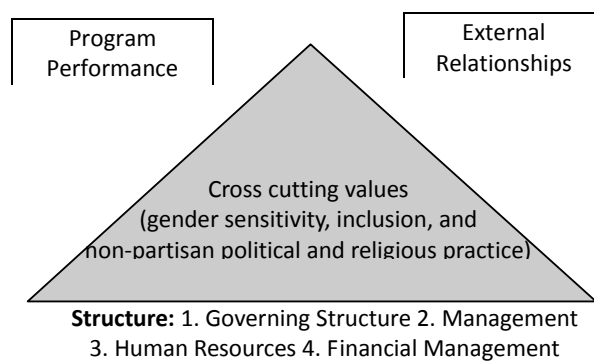 Program
Performance
External
Relationships
Cross cutting values
(gender sensitivity, inclusion, and
non-partisan political and religious practice)
Structure: 1. Governing Structure 2. Management
3. Human Resources 4. Financial Management